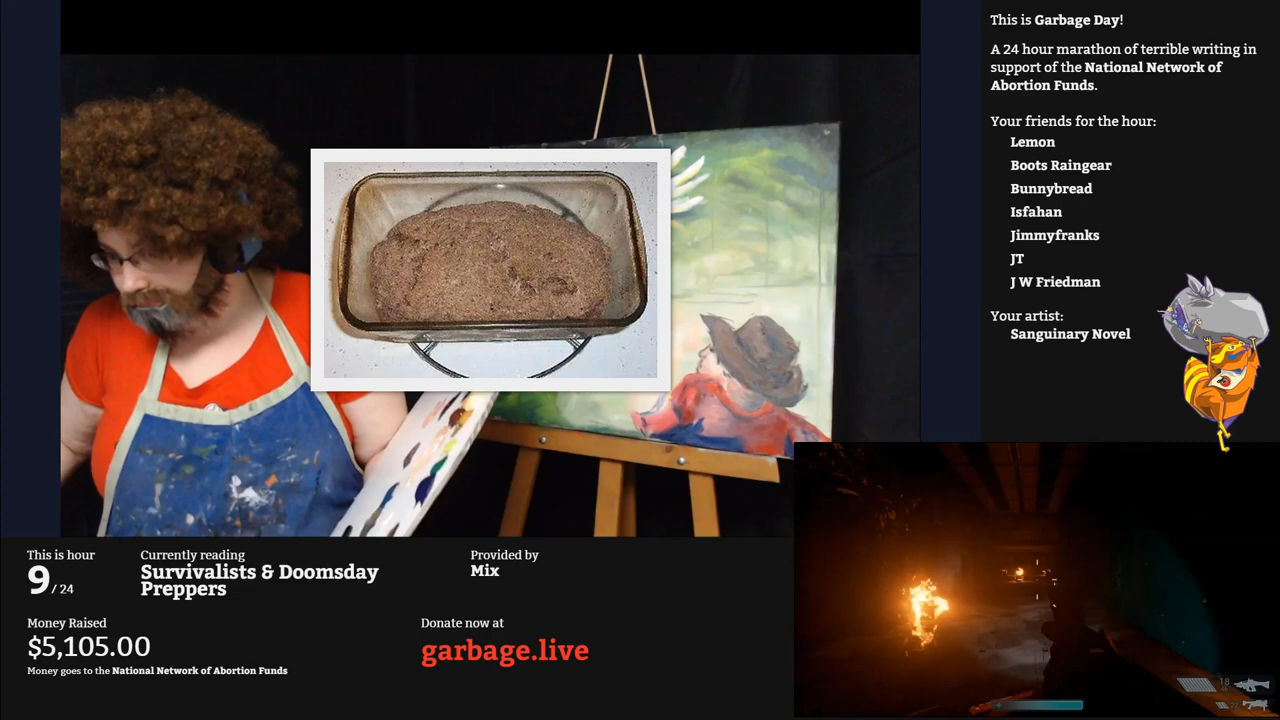 This is Garbage Day!
A 24 hour marathon of terrible writing in
support of the National Network of
Abortion Funds.
Your friends for the hour:
Lemon
Boots Raingear
Bunnybread
Isfahan
Jimmyfranks
JT
J W Friedman
Your artist:
Sanguinary Novel
This is hour
9 / 24
Currently reading
Survivalists & Doomsday
Preppers
Provided by
Mix
Money Raised
$5,105.00
Money goes to the National Network of Abortion Funds
Donate now at
garbage.live
18